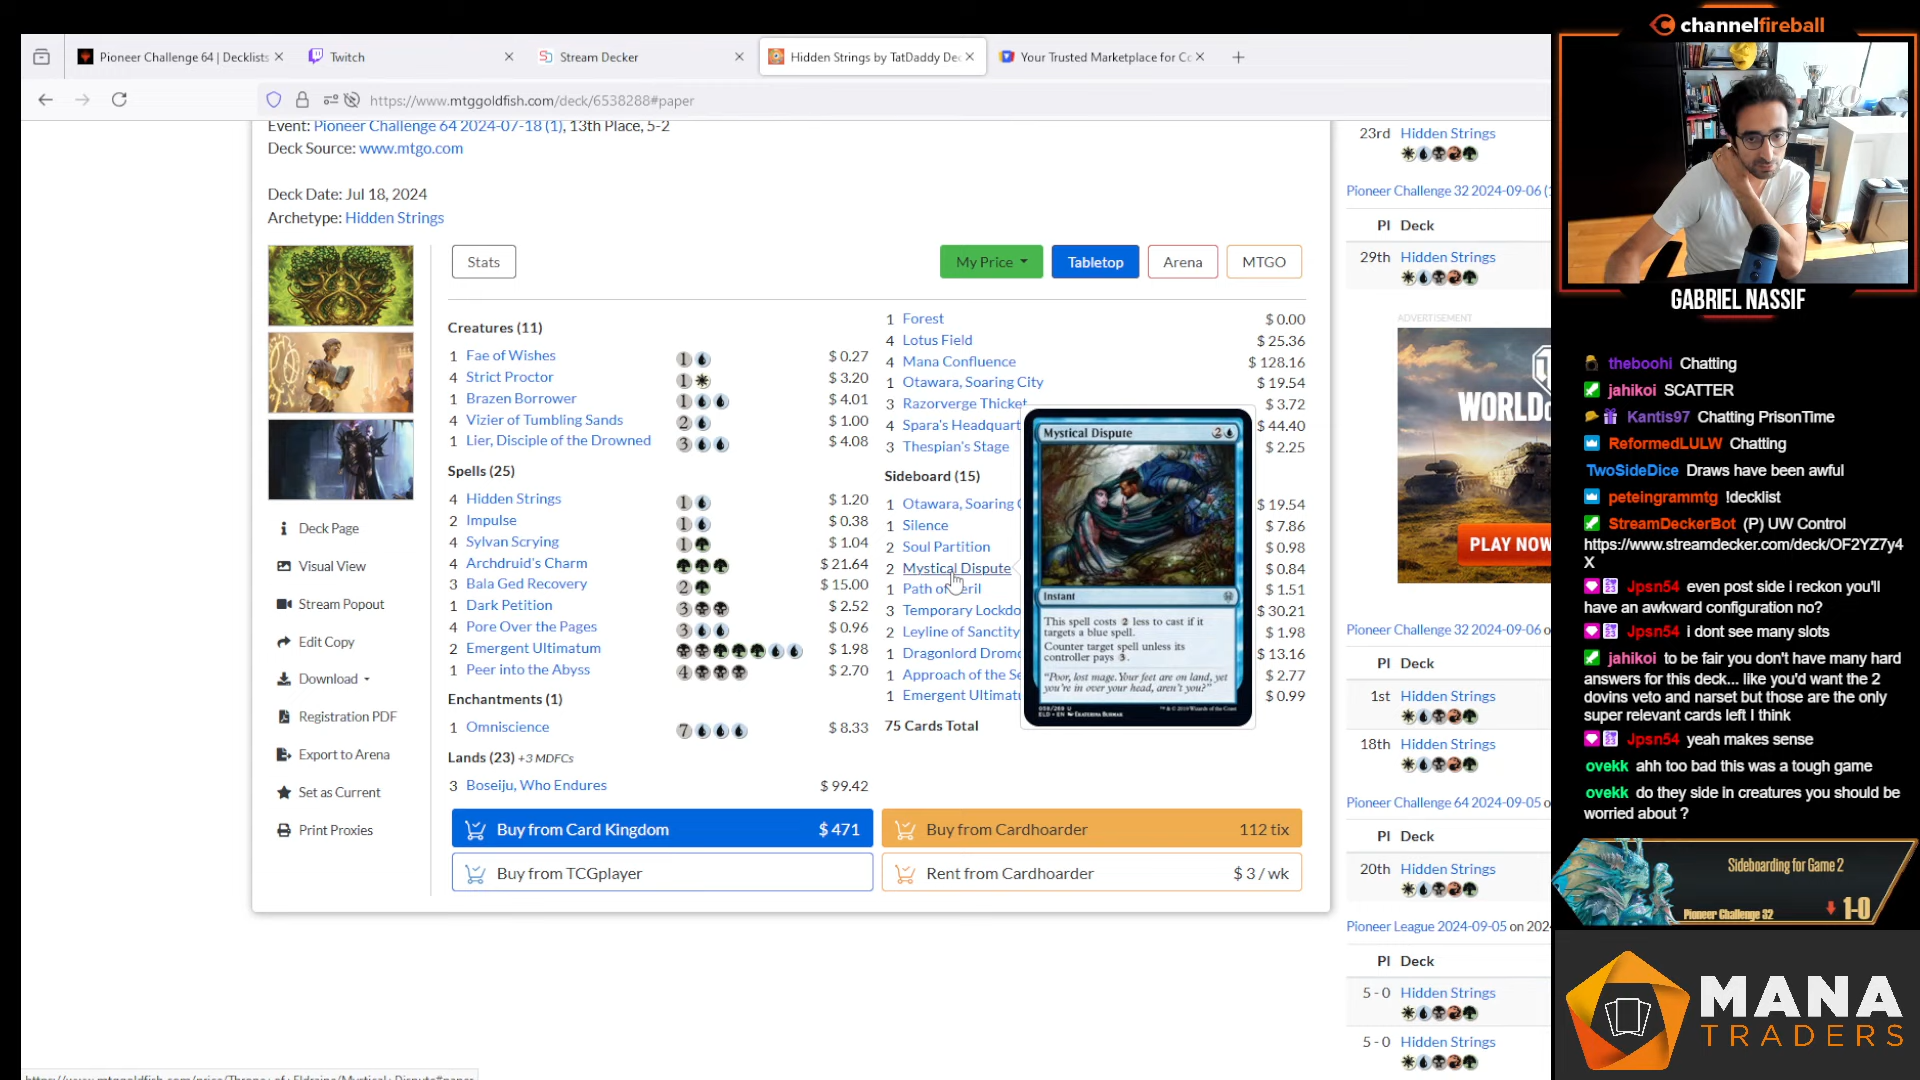 Pioneer Challenge 64 | Decklists
Twitch
Stream Decker
Hidden Strings by TatDaddy Dec
Your Trusted Marketplace for Cc
https://www.mtggoldfish.com/deck/6538288#paper
Event: Pioneer Challenge 64 2024-07-18 (1), 13th Place, 5-2
Deck Source: www.mtgo.com
Deck Date: Jul 18, 2024
Archetype: Hidden Strings
Stats
My Price
Tabletop
Arena
MTGO
Deck Page
Visual View
Stream Popout
Edit Copy
Download
Registration PDF
Export to Arena
Set as Current
Print Proxies
Creatures (11)
1 Fae of Wishes 1 $ 0.27
4 Strict Proctor 1 $ 3.20
1 Brazen Borrower 1 $ 4.01
4 Vizier of Tumbling Sands 2 $ 1.00
1 Lier, Disciple of the Drowned 3 $ 4.08
Spells (25)
4 Hidden Strings 1 $ 1.20
2 Impulse 1 $ 0.38
4 Sylvan Scrying 1 $ 1.04
4 Archdruid's Charm $ 21.64
3 Bala Ged Recovery 2 $ 15.00
1 Dark Petition 3 $ 2.52
4 Pore Over the Pages 3 $ 0.96
2 Emergent Ultimatum $ 1.98
1 Peer into the Abyss 4 $ 2.70
Enchantments (1)
1 Omniscience 7 $ 8.33
Lands (23) +3 MDFCs
3 Boseiju, Who Endures $ 99.42
1 Forest $ 0.00
4 Lotus Field $ 25.36
4 Mana Confluence $ 128.16
1 Otawara, Soaring City $ 19.54
3 Razorverge Thicket $ 3.72
4 Spara's Headquart $ 44.40
3 Thespian's Stage $ 2.25
Sideboard (15)
1 Otawara, Soaring $ 19.54
1 Silence $ 7.86
2 Soul Partition $ 0.98
2 Mystical Dispute $ 0.84
1 Path of eril $ 1.51
3 Temporary Lockdo $ 30.21
2 Leyline of Sanctity $ 1.98
1 Dragonlord Dromo $ 13.16
1 Approach of the Se $ 2.77
1 Emergent Ultimatu $ 0.99
75 Cards Total
Mystical Dispute 2
Instant
This spell costs 2 less to cast if it
targets a blue spell.
Counter target spell unless its
controller pays 3.
"Poor, lost mage. Your feet are on land, yet
you're in over your head, aren't you?"
Buy from Card Kingdom $ 471
Buy from Cardhoarder 112 tix
Buy from TCGplayer
Rent from Cardhoarder $ 3 / wk
23rd Hidden Strings
Pioneer Challenge 32 2024-09-06 (
Pl Deck
29th Hidden Strings
ADVERTISEMENT
WORLD
PLAY NOW
Pioneer Challenge 32 2024-09-06 o
Pl Deck
1st Hidden Strings
18th Hidden Strings
Pioneer Challenge 64 2024-09-05 o
Pl Deck
20th Hidden Strings
Pioneer League 2024-09-05 on 202
Pl Deck
5 - 0 Hidden Strings
5 - 0 Hidden Strings
channelfireball
GABRIEL NASSIF
theboohi Chatting
jahikoi SCATTER
Kantis97 Chatting PrisonTime
ReformedLULW Chatting
TwoSideDice Draws have been awful
peteingrammtg !decklist
StreamDeckerBot (P) UW Control
https://www.streamdecker.com/deck/OF2YZ7y4
X
Jpsn54 even post side i reckon you'll
have an awkward configuration no?
Jpsn54 i dont see many slots
jahikoi to be fair you don't have many hard
answers for this deck... like you'd want the 2
dovins veto and narset but those are the only
super relevant cards left I think
Jpsn54 yeah makes sense
ovekk ahh too bad this was a tough game
ovekk do they side in creatures you should be
worried about ?
Sideboarding for Game 2
Pioneer Challenge 32
1-0
MANA
TRADERS